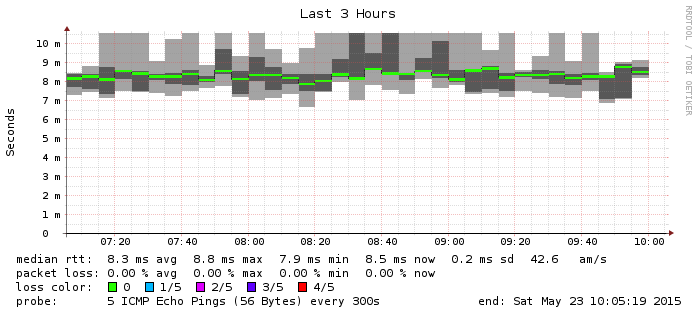 Last 3 Hours
RRDTOOL / TOBI OETIKER
Seconds
10 m
9 m
8 m
7 m
6 m
5 m
4 m
3 m
2 m
1 m
0
07:20 07:40 08:00 08:20 08:40 09:00 09:20 09:40 10:00
median rtt: 8.3 ms avg 8.8 ms max 7.9 ms min 8.5 ms now 0.2 ms sd 42.6 am/s
packet loss: 0.00 % avg 0.00 % max 0.00 % min 0.00 % now
loss color: 0 1/5 2/5 3/5 4/5
probe: 5 ICMP Echo Pings (56 Bytes) every 300s end: Sat May 23 10:05:19 2015